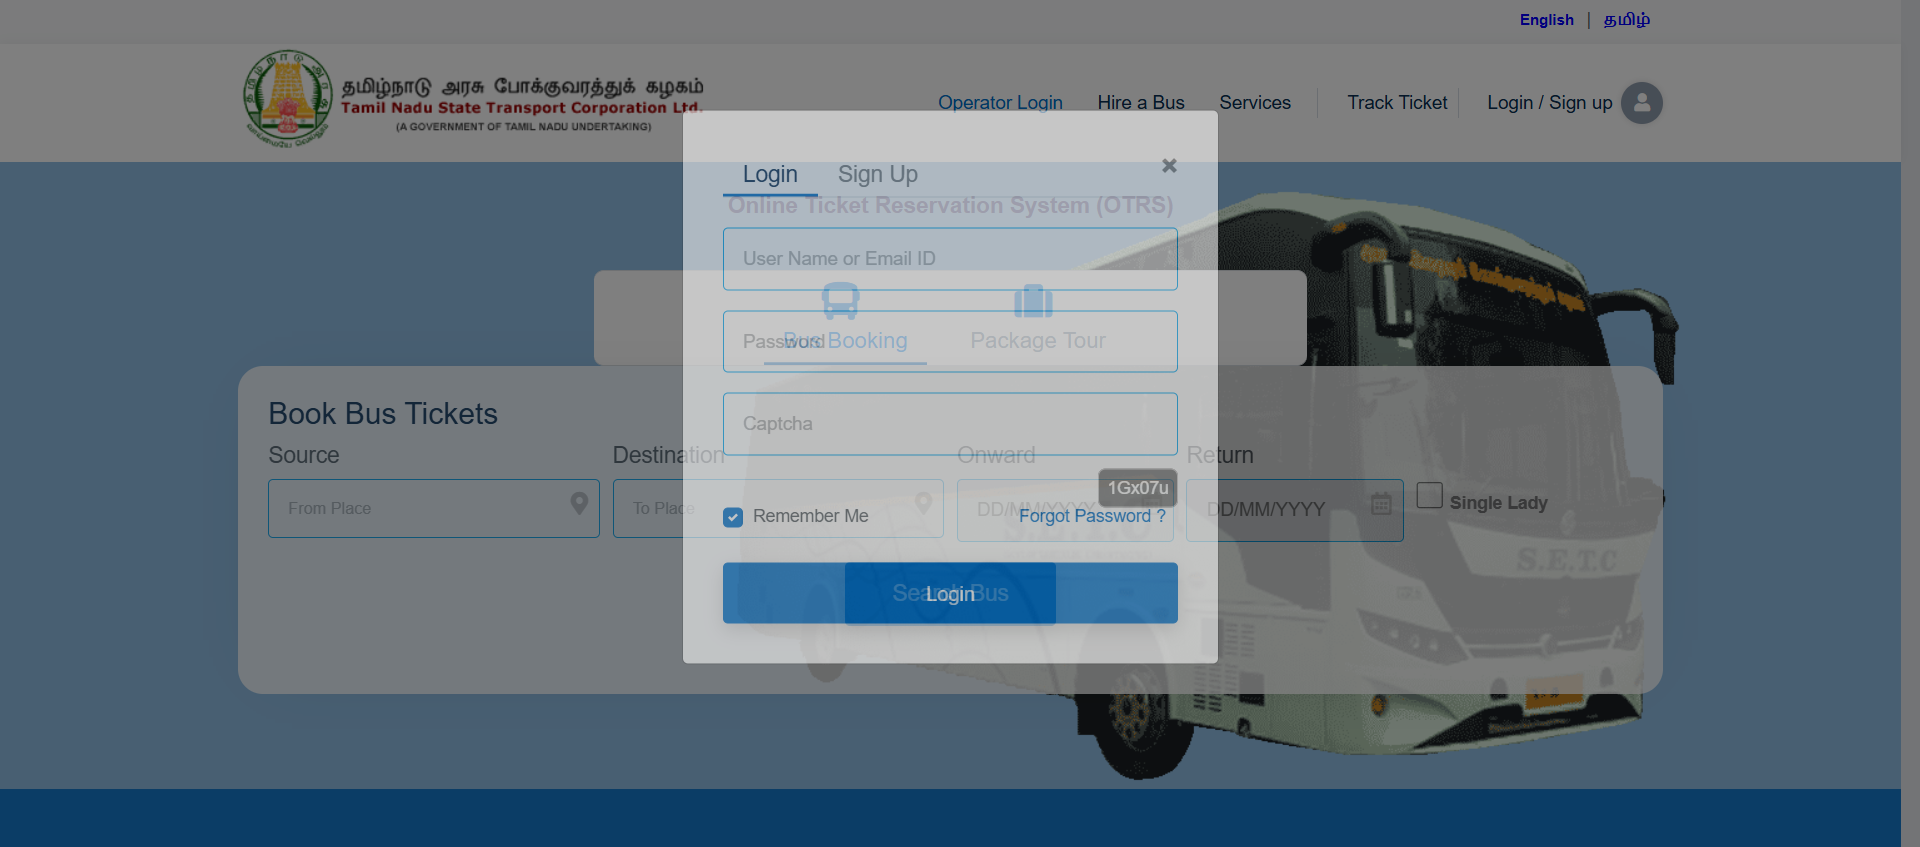 English | தமிழ்
தமிழ்நாடு அரசு போக்குவரத்துக் கழகம்
Tamil Nadu State Transport Corporation Ltd.
(A GOVERNMENT OF TAMIL NADU UNDERTAKING)
Operator Login Hire a Bus Services Track Ticket Login / Sign up
Login Sign Up
Online Ticket Reservation System (OTRS)
User Name or Email ID
Password
Bus Booking Package Tour
Captcha
Book Bus Tickets
Source Destination Onward Return
1Gx07u
From Place To Place DD/MM/YYYY DD/MM/YYYY Single Lady
Remember Me Forgot Password ?
S.E.T.C
Search Bus
Login